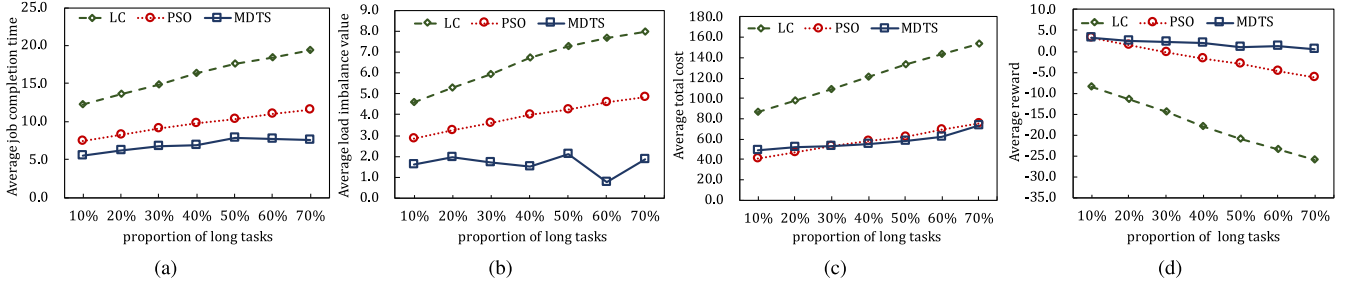 LC PSO MDTS
Average job completion time
25.0
20.0
15.0
10.0
5.0
0.0
10% 20% 30% 40% 50% 60% 70%
proportion of long tasks
(a)
LC PSO MDTS
Average load imbalance value
9.0
8.0
7.0
6.0
5.0
4.0
3.0
2.0
1.0
0.0
10% 20% 30% 40% 50% 60% 70%
proportion of long tasks
(b)
LC PSO MDTS
Average total cost
180.0
160.0
140.0
120.0
100.0
80.0
60.0
40.0
20.0
0.0
10% 20% 30% 40% 50% 60% 70%
proportion of long tasks
(c)
LC PSO MDTS
Average reward
5.0
0.0
-5.0
-10.0
-15.0
-20.0
-25.0
-30.0
-35.0
10% 20% 30% 40% 50% 60% 70%
proportion of long tasks
(d)